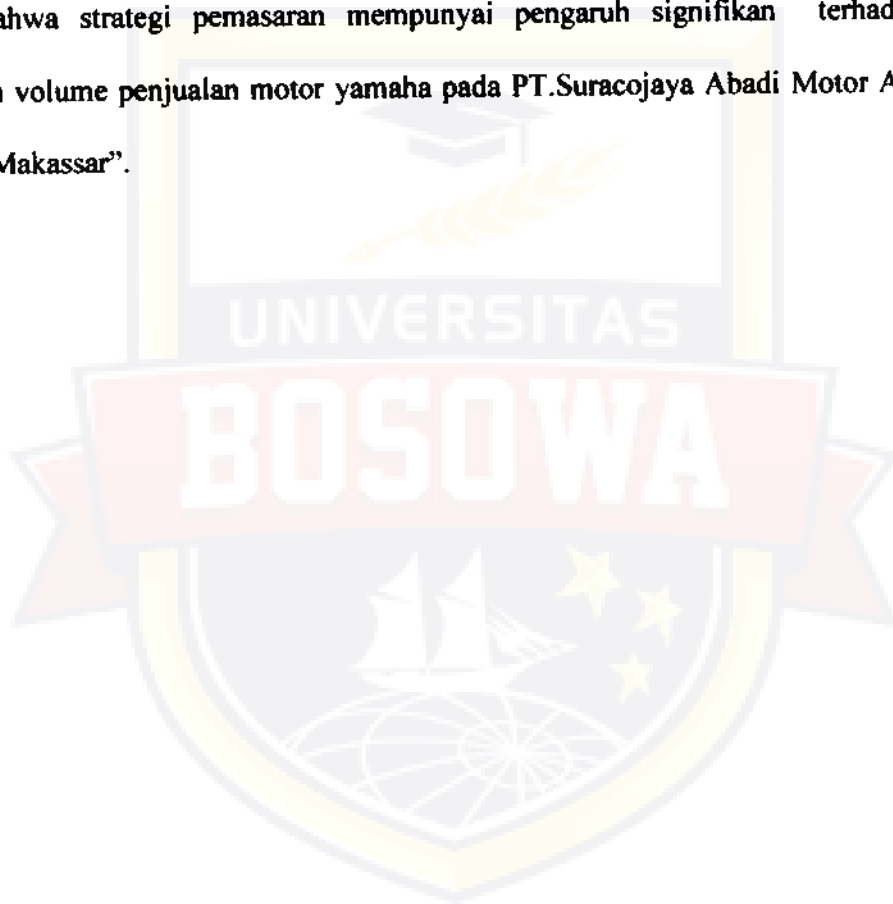 ahwa strategi pemasaran mempunyai pengaruh signifikan terhad
volume penjualan motor yamaha pada PT.Suracojaya Abadi Motor A
Makassar”.
UNIVERSITAS
BOSOWA